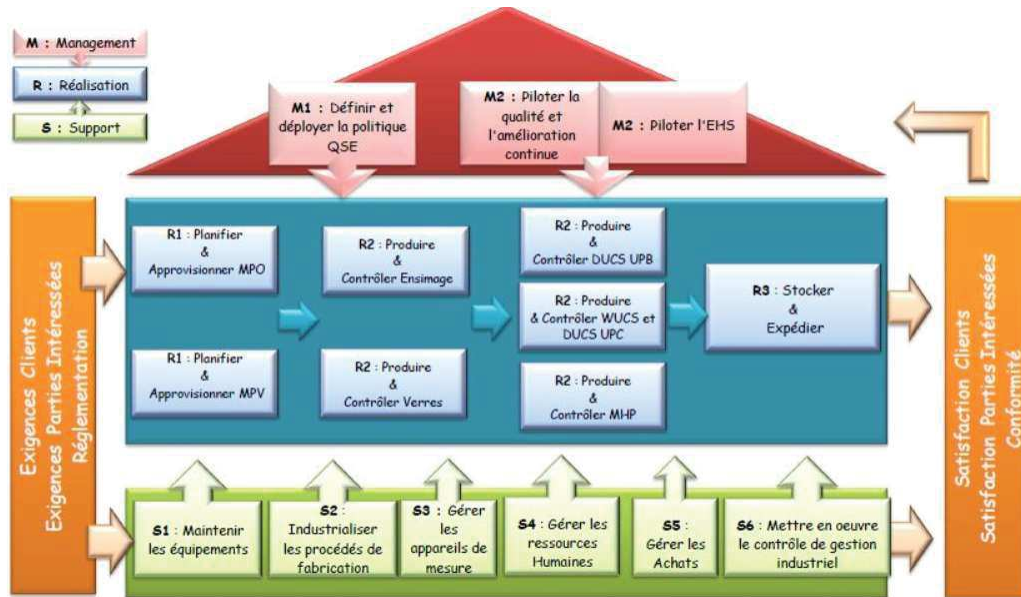 M : Management
R : Réalisation
S : Support
M1 : Définir et
déployer la politique
QSE
M2 : Piloter la
qualité et
l'amélioration
continue
M2 : Piloter l'EHS
Exigences Clients
Exigences Parties Intéressées
Réglementation
R1 : Planifier
&
Approvisionner MPO
R1 : Planifier
&
Approvisionner MPV
R2 : Produire
&
Contrôler Ensimage
R2 : Produire
&
Contrôler Verres
R2 : Produire
&
Contrôler DUCS UPB
R2 : Produire
& Contrôler WUCS et
DUCS UPC
R2 : Produire
&
Contrôler MHP
R3 : Stocker
&
Expédier
S1 : Maintenir
les équipements
S2 :
Industrialiser
les procédés de
fabrication
S3 : Gérer
les
appareils de
mesure
S4 : Gérer les
ressources
Humaines
S5 :
Gérer les
Achats
S6 : Mettre en oeuvre
le contrôle de gestion
industriel
Satisfaction Clients
Satisfaction Parties Intéressées
Conformité